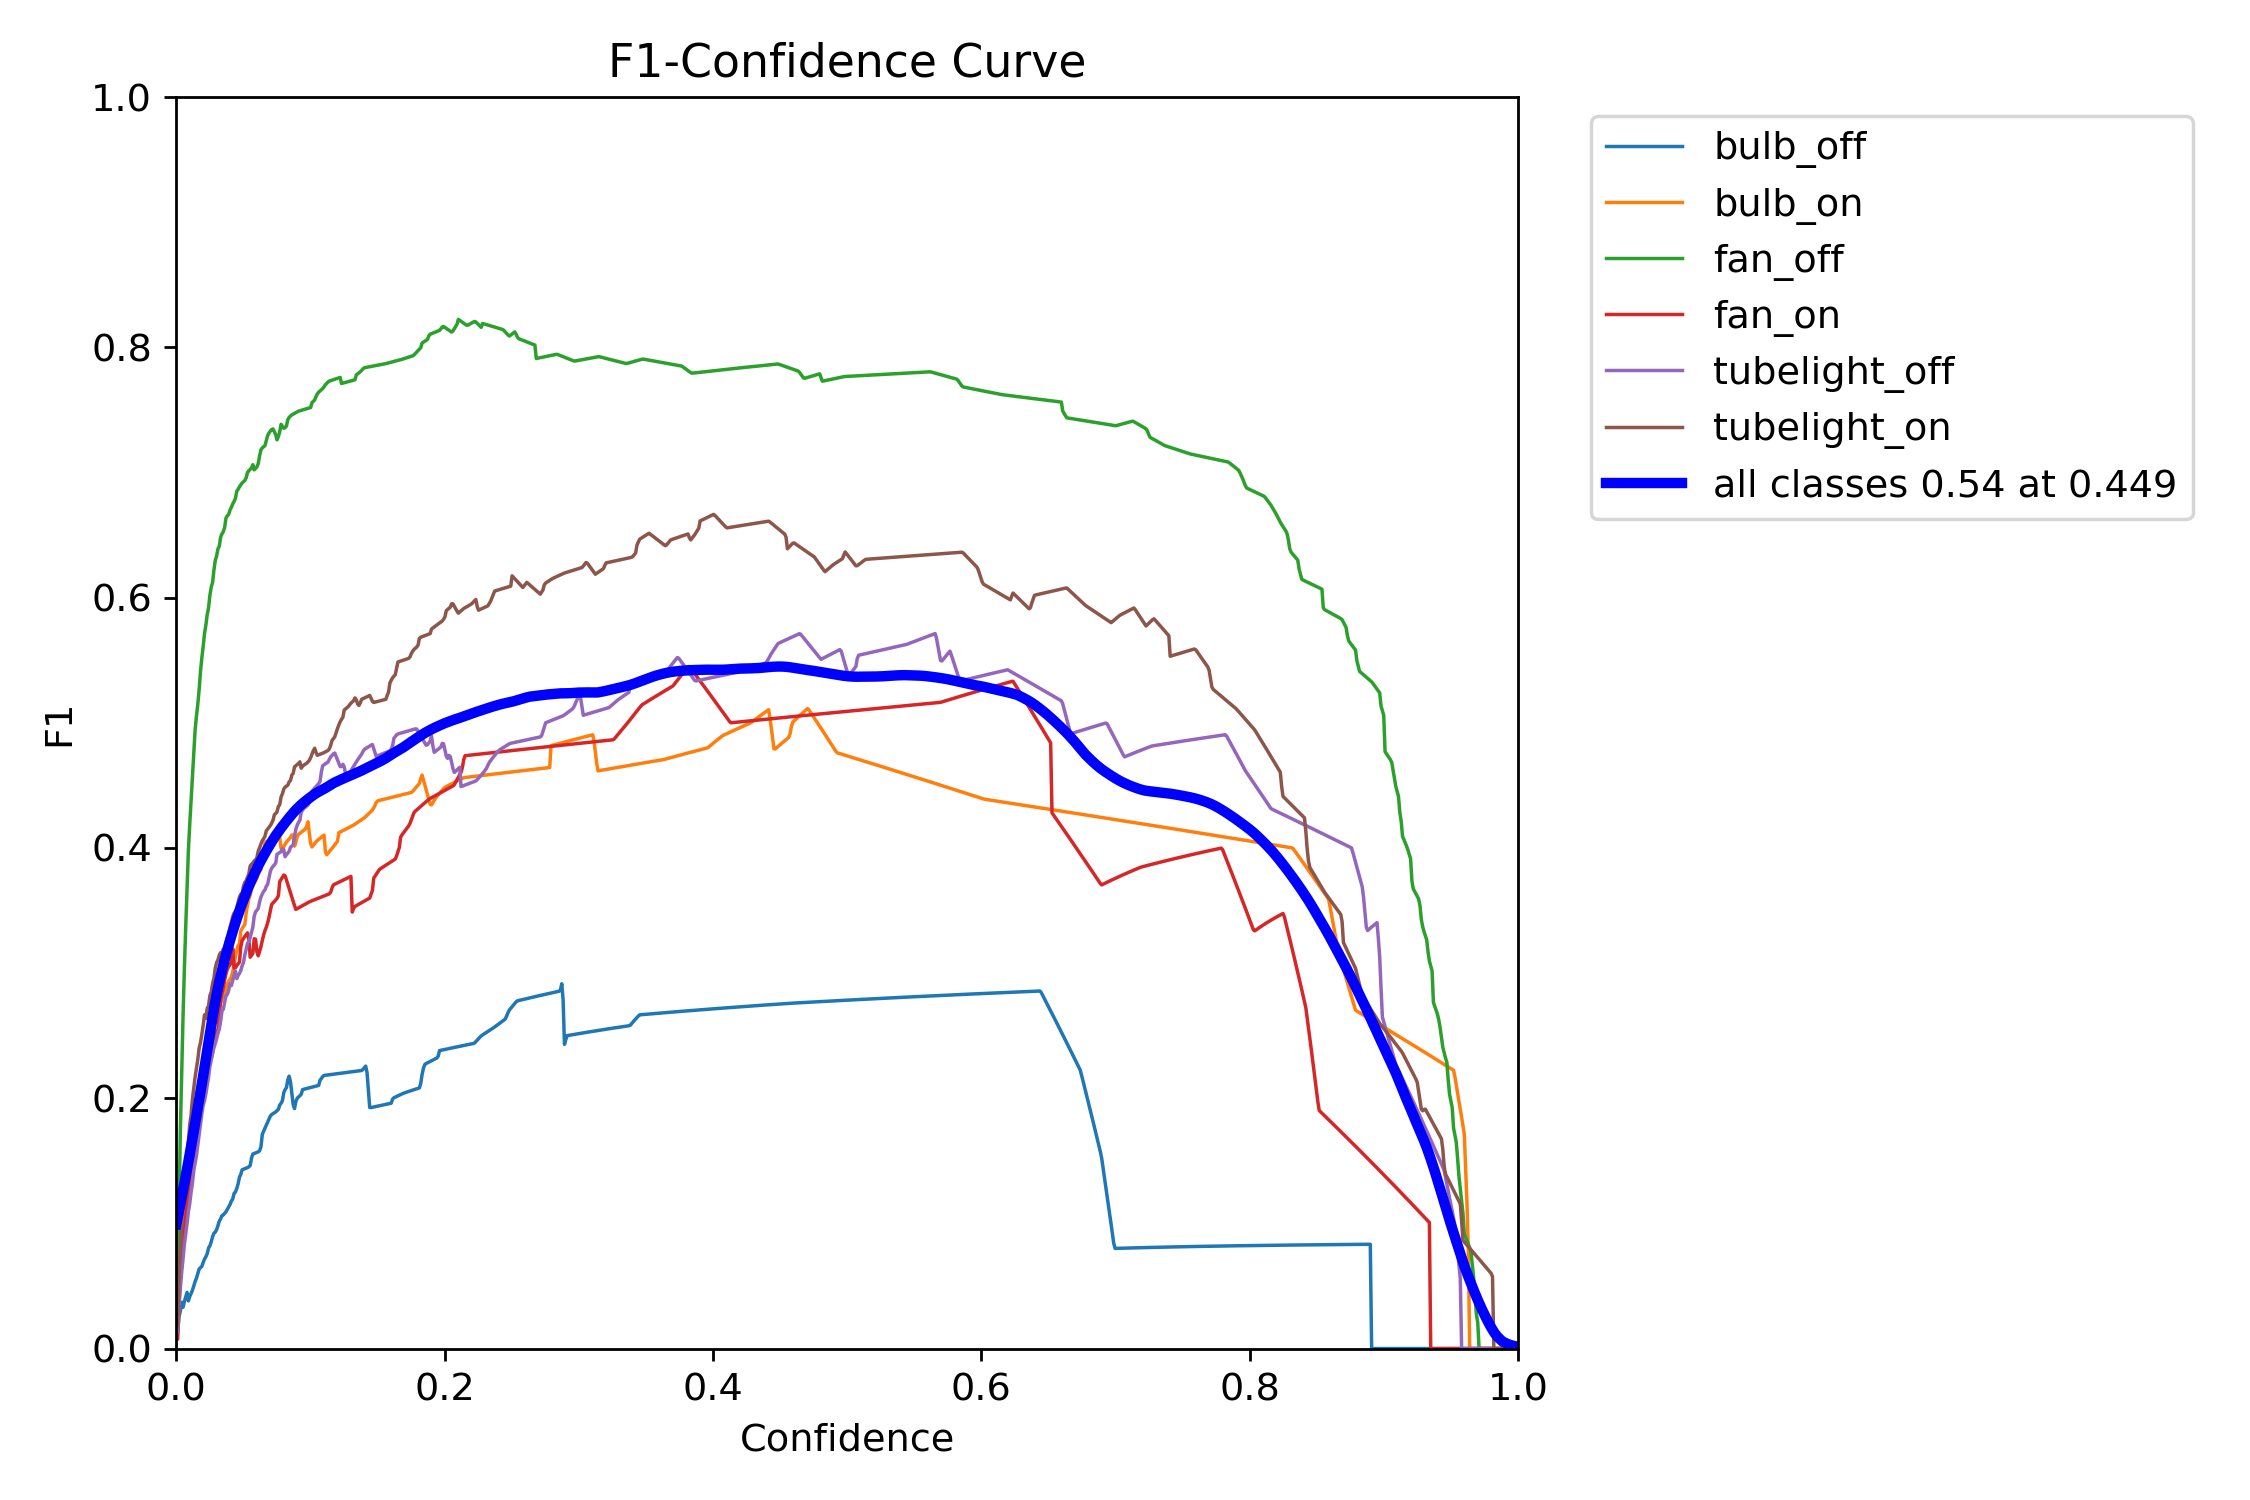 F1-Confidence Curve
1.0
0.8
0.6
0.4
0.2
0.0
F1
0.0 0.2 0.4 0.6 0.8 1.0
Confidence
bulb_off
bulb_on
fan_off
fan_on
tubelight_off
tubelight_on
all classes 0.54 at 0.449